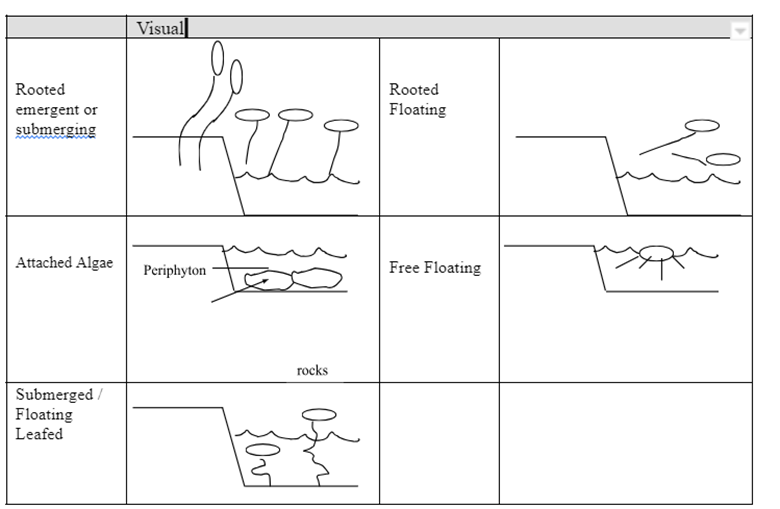 Visual
Rooted
emergent or
submerging
Rooted
Floating
Attached Algae
Periphyton
rocks
Free Floating
Submerged /
Floating
Leafed